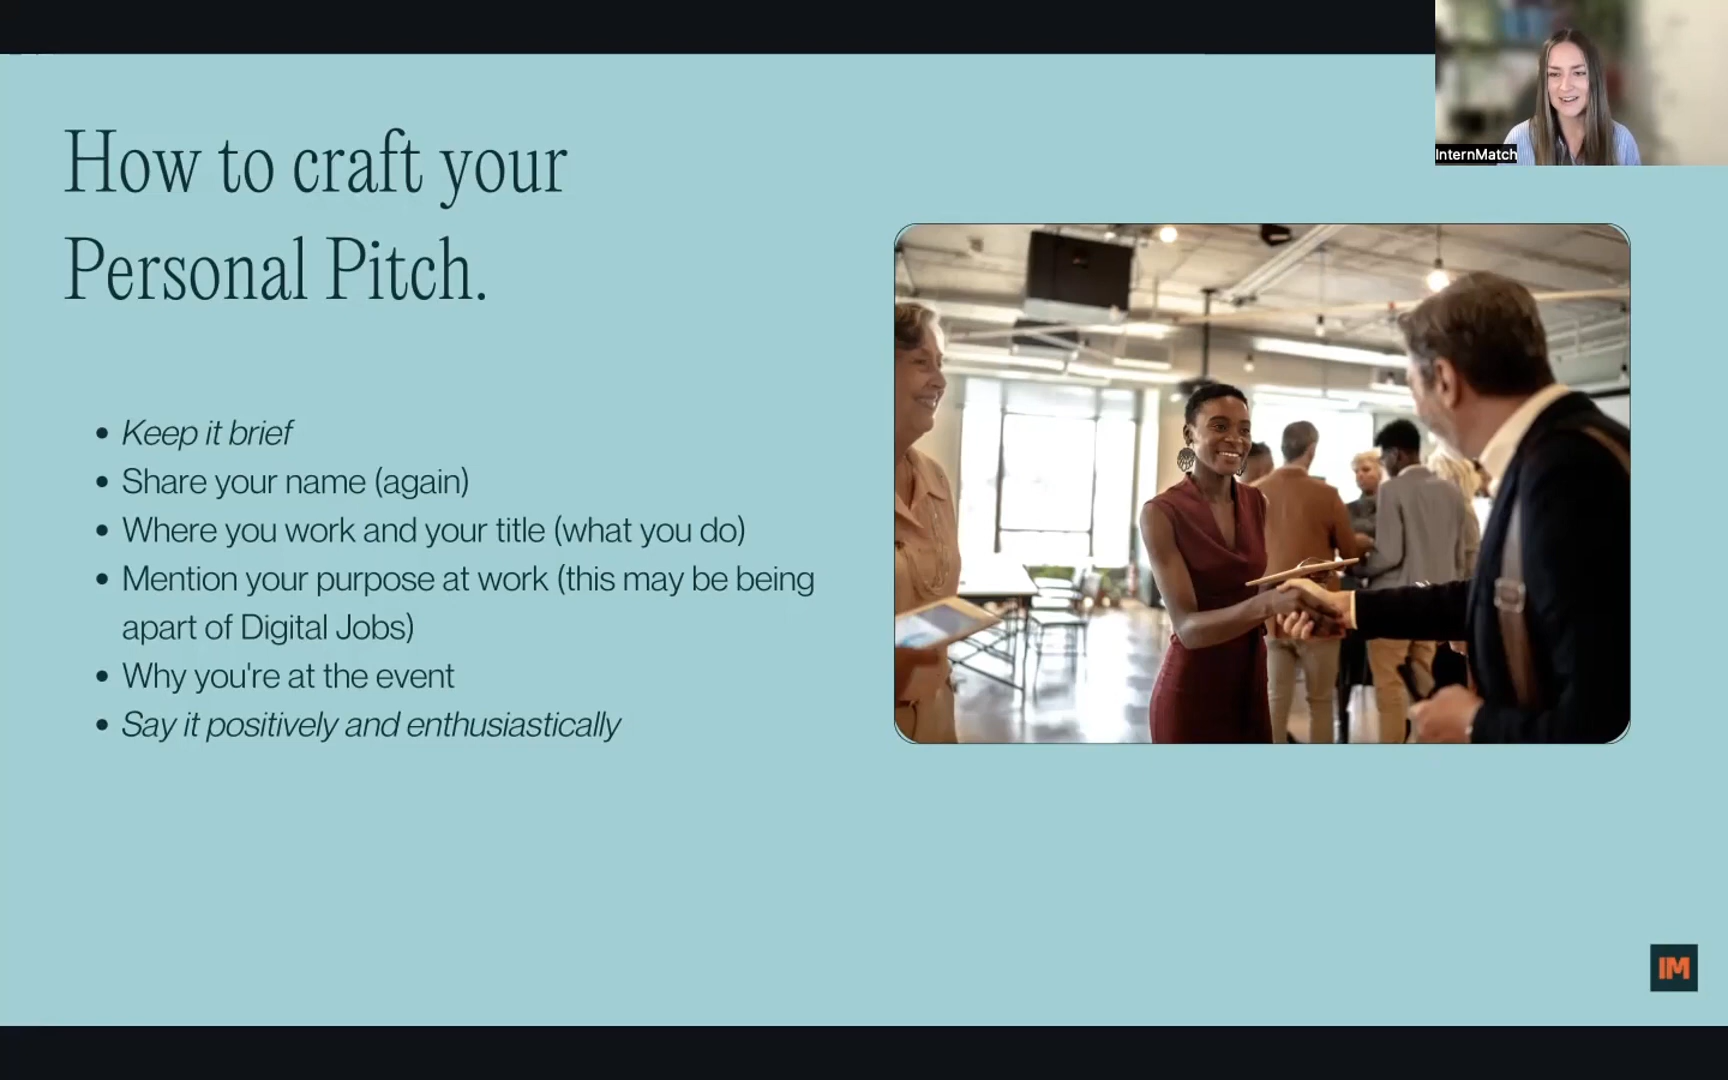 InternMatch
How to craft your
Personal Pitch.
• Keep it brief
• Share your name (again)
• Where you work and your title (what you do)
• Mention your purpose at work (this may be being
apart of Digital Jobs)
• Why you're at the event
• Say it positively and enthusiastically
IM